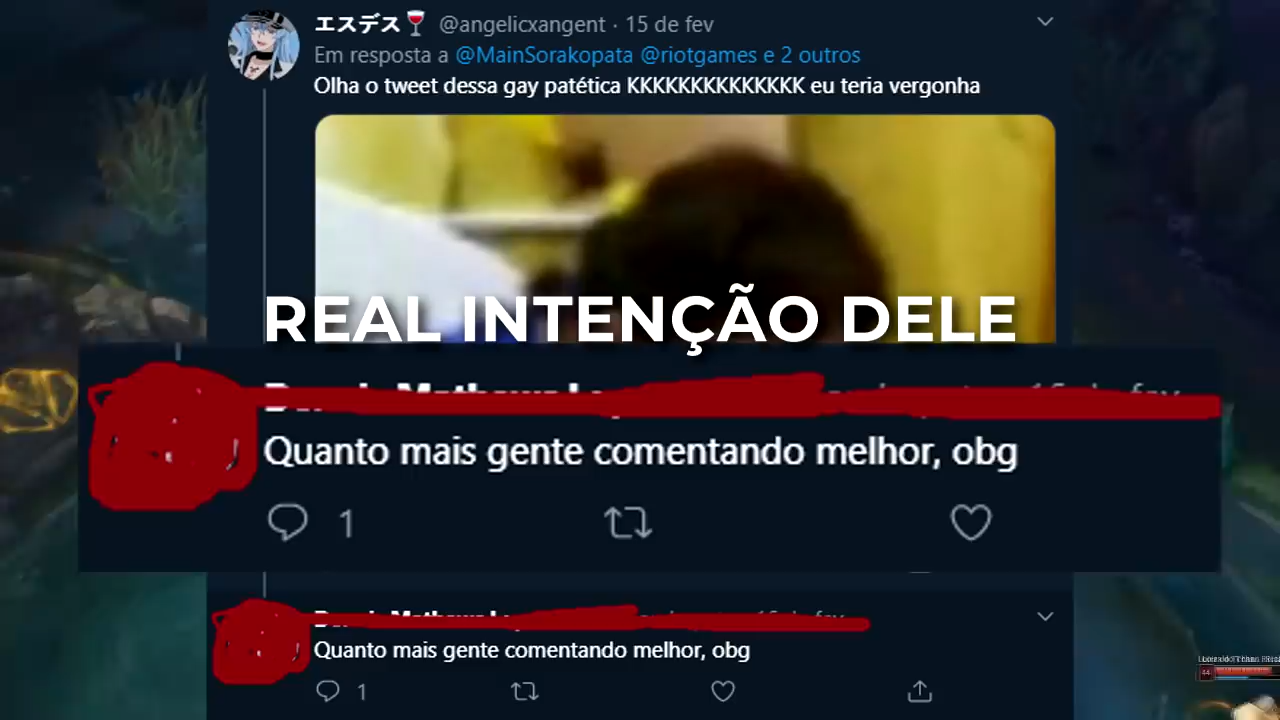 エスデス🍷 @angelicxangent · 15 de fev
Em resposta a @MainSorakopata @riotgames e 2 outros
Olha o tweet dessa gay patética KKKKKKKKKKKKKK eu teria vergonha
REAL INTENÇÃO DELE
Quanto mais gente comentando melhor, obg
1
Quanto mais gente comentando melhor, obg
1